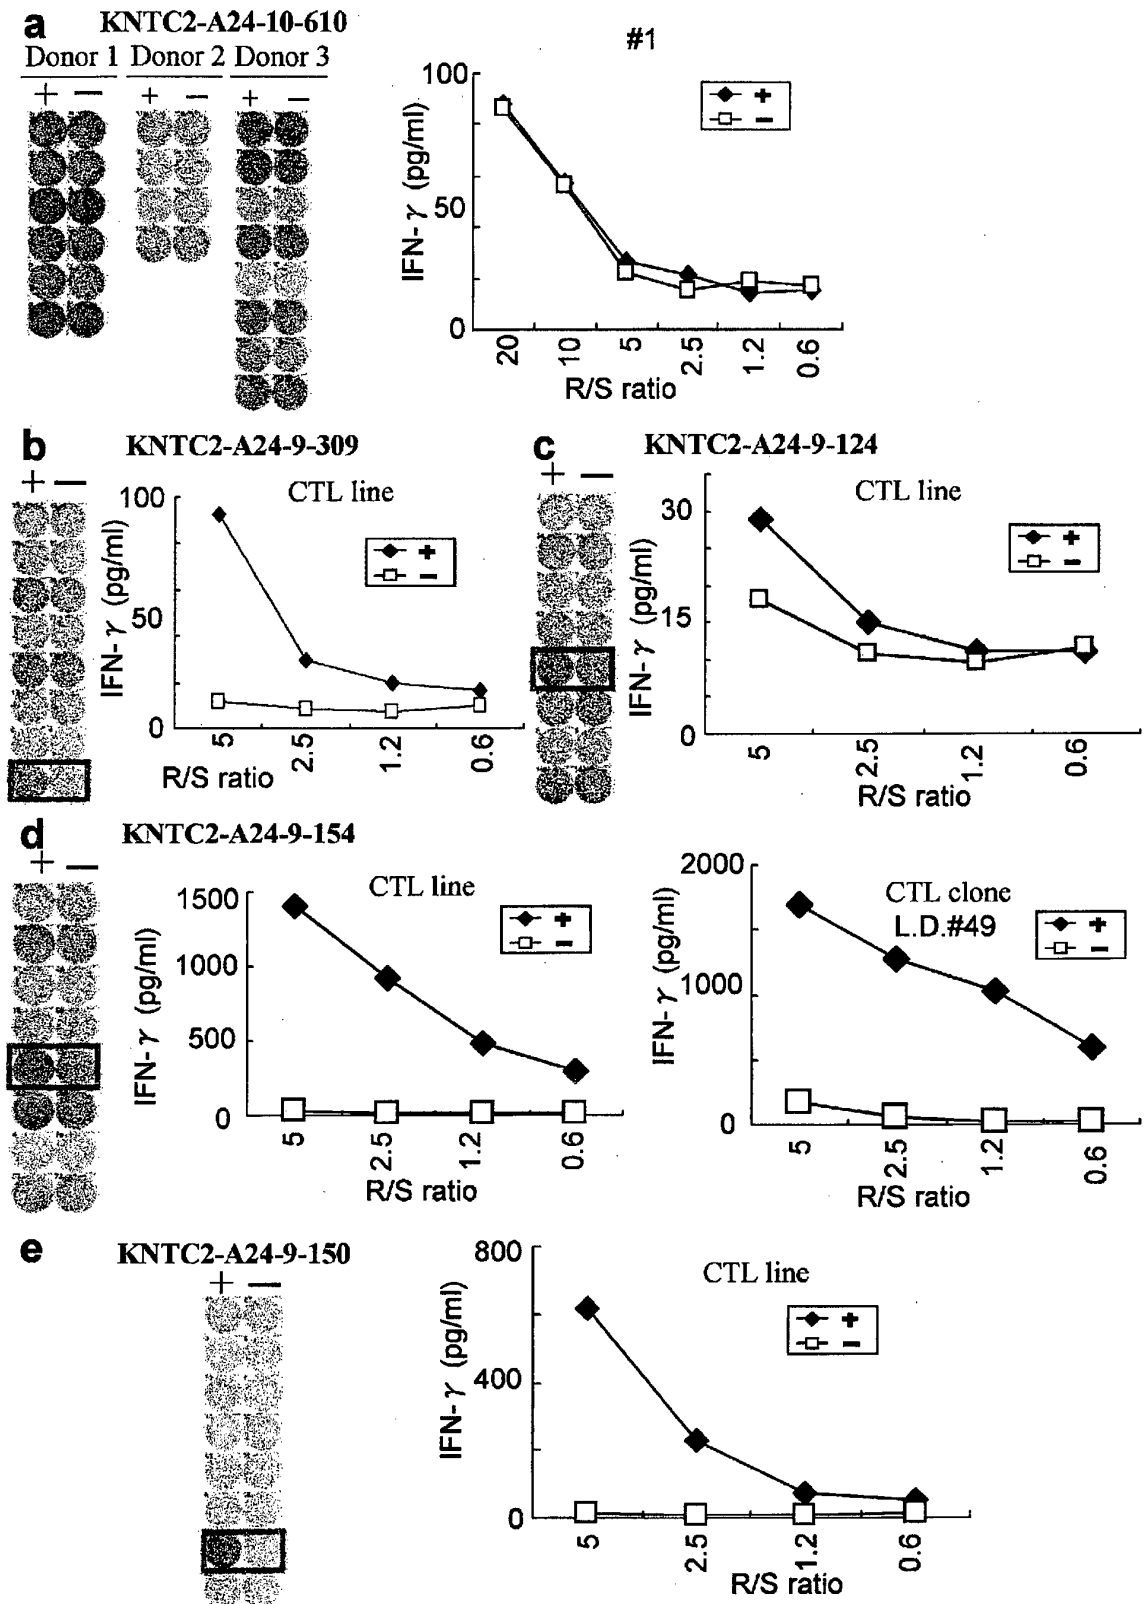 a KNTC2-A24-10-610
Donor 1 Donor 2 Donor 3
+ − + − + −
#1
100
50
0
IFN-γ (pg/ml)
+
−
20 10 5 2.5 1.2 0.6
R/S ratio
b KNTC2-A24-9-309
+ −
CTL line
100
50
0
IFN-γ (pg/ml)
+
−
5 2.5 1.2 0.6
R/S ratio
c KNTC2-A24-9-124
+ −
CTL line
30
15
0
IFN-γ (pg/ml)
+
−
5 2.5 1.2 0.6
R/S ratio
d KNTC2-A24-9-154
+ −
CTL line
1500
1000
500
0
IFN-γ (pg/ml)
+
−
5 2.5 1.2 0.6
R/S ratio
CTL clone
L.D.#49
2000
1000
0
IFN-γ (pg/ml)
+
−
5 2.5 1.2 0.6
R/S ratio
e KNTC2-A24-9-150
+ −
CTL line
800
400
0
IFN-γ (pg/ml)
+
−
5 2.5 1.2 0.6
R/S ratio